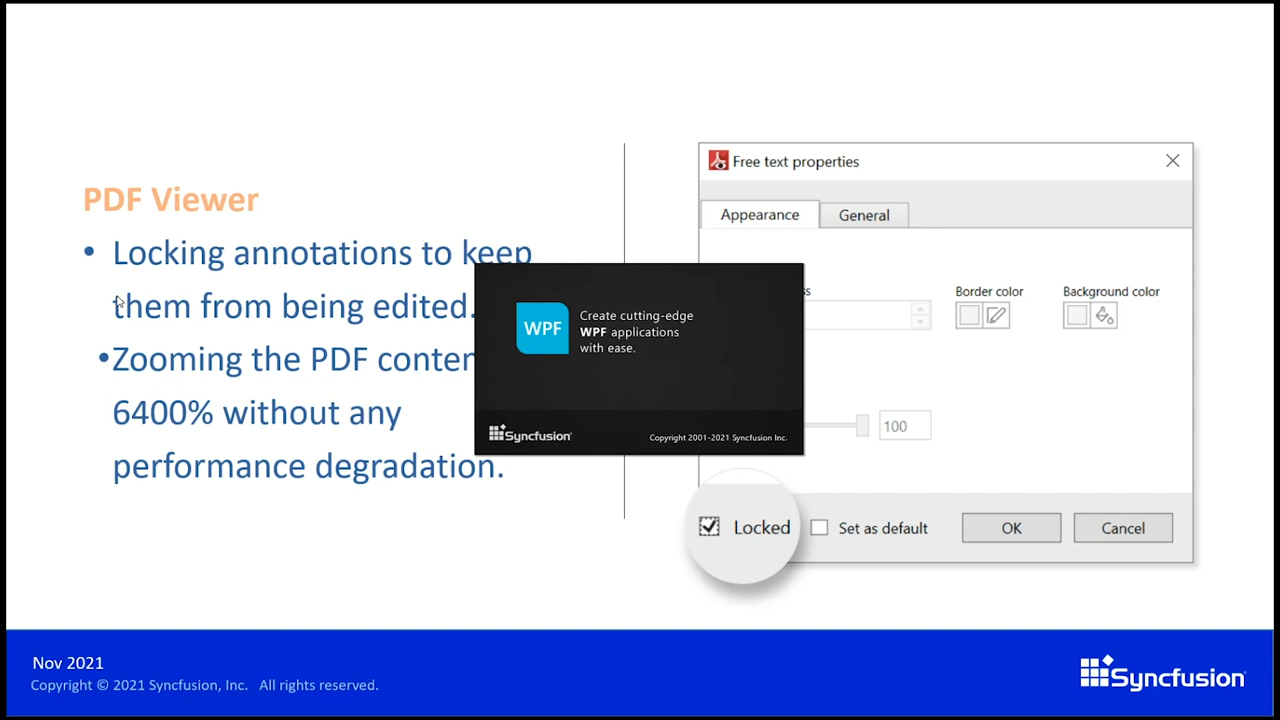 PDF Viewer
• Locking annotations to keep
them from being edited.
•Zooming the PDF conten
6400% without any
performance degradation.
WPF
Create cutting-edge
WPF applications
with ease.
Syncfusion
Copyright 2001-2021 Syncfusion Inc.
Free text properties
Appearance
General
Border color
Background color
100
Locked
Set as default
OK
Cancel
Nov 2021
Copyright © 2021 Syncfusion, Inc. All rights reserved.
Syncfusion